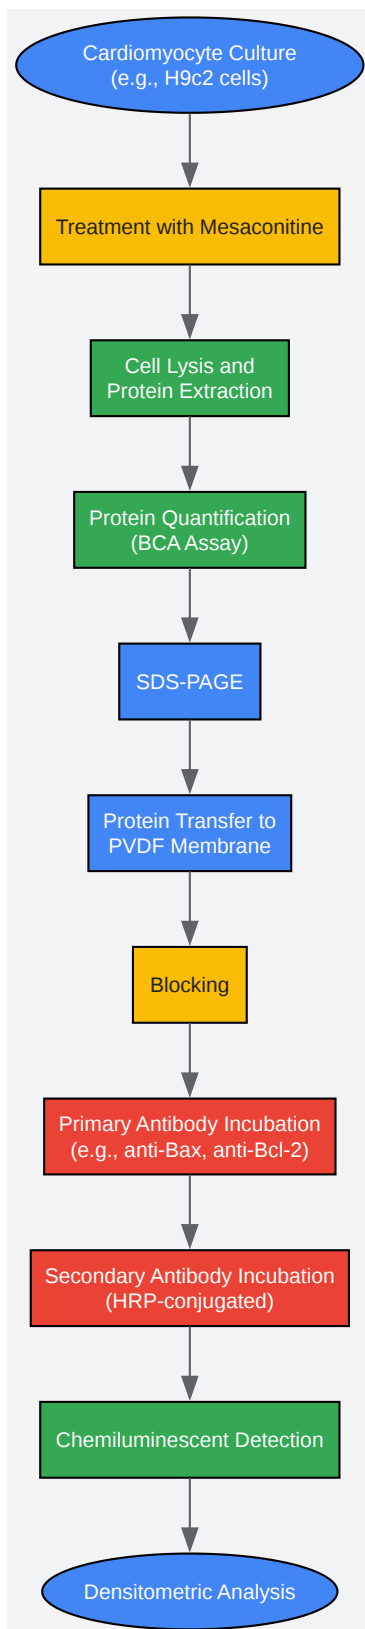 Cardiomyocyte Culture
(e.g., H9c2 cells)
Treatment with Mesaconitine
Cell Lysis and
Protein Extraction
Protein Quantification
(BCA Assay)
SDS-PAGE
Protein Transfer to
PVDF Membrane
Blocking
Primary Antibody Incubation
(e.g., anti-Bax, anti-Bcl-2)
Secondary Antibody Incubation
(HRP-conjugated)
Chemiluminescent Detection
Densitometric Analysis